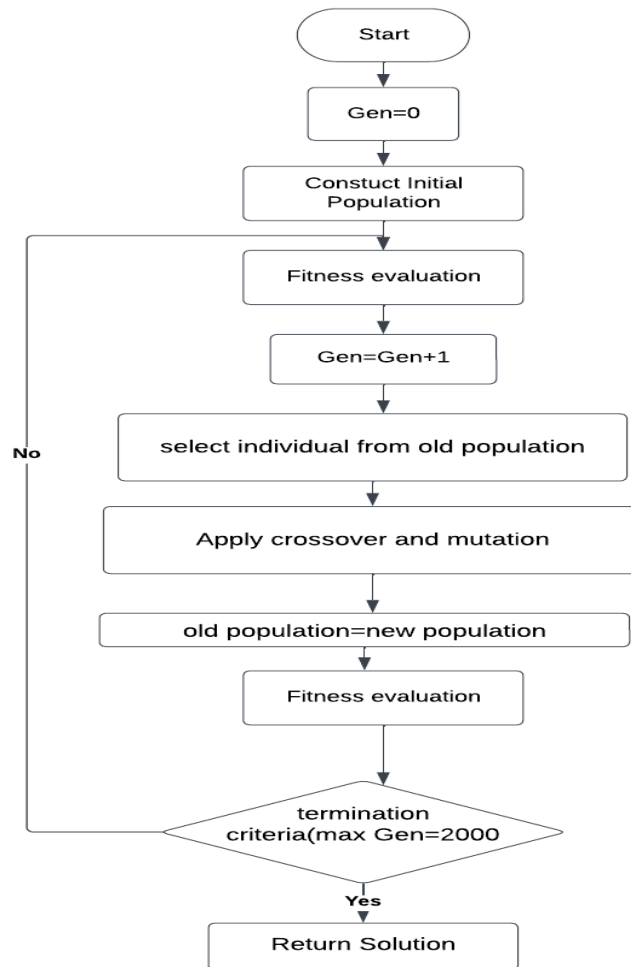 Start
Gen=0
Constuct Initial
Population
Fitness evaluation
Gen=Gen+1
select individual from old population
No
Apply crossover and mutation
old population=new population
Fitness evaluation
termination
criteria(max Gen=2000
Yes
Return Solution